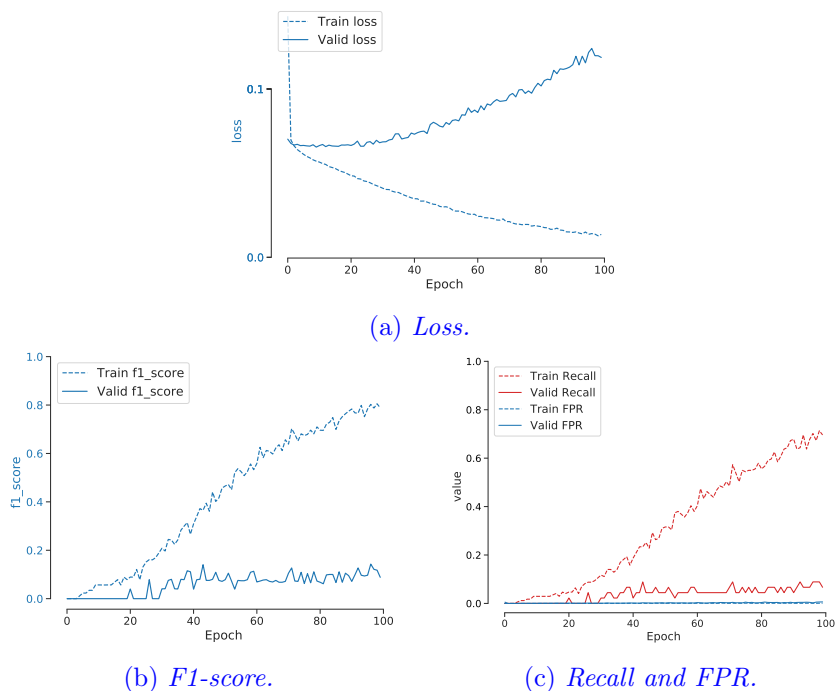 Train loss
Valid loss
0.1
0.0
loss
0 20 40 60 80 100
Epoch
(a) Loss.
Train f1_score
Valid f1_score
1.0
0.8
0.6
0.4
0.2
0.0
f1_score
0 20 40 60 80 100
Epoch
(b) F1-score.
Train Recall
Valid Recall
Train FPR
Valid FPR
1.0
0.8
0.6
0.4
0.2
0.0
value
0 20 40 60 80 100
Epoch
(c) Recall and FPR.